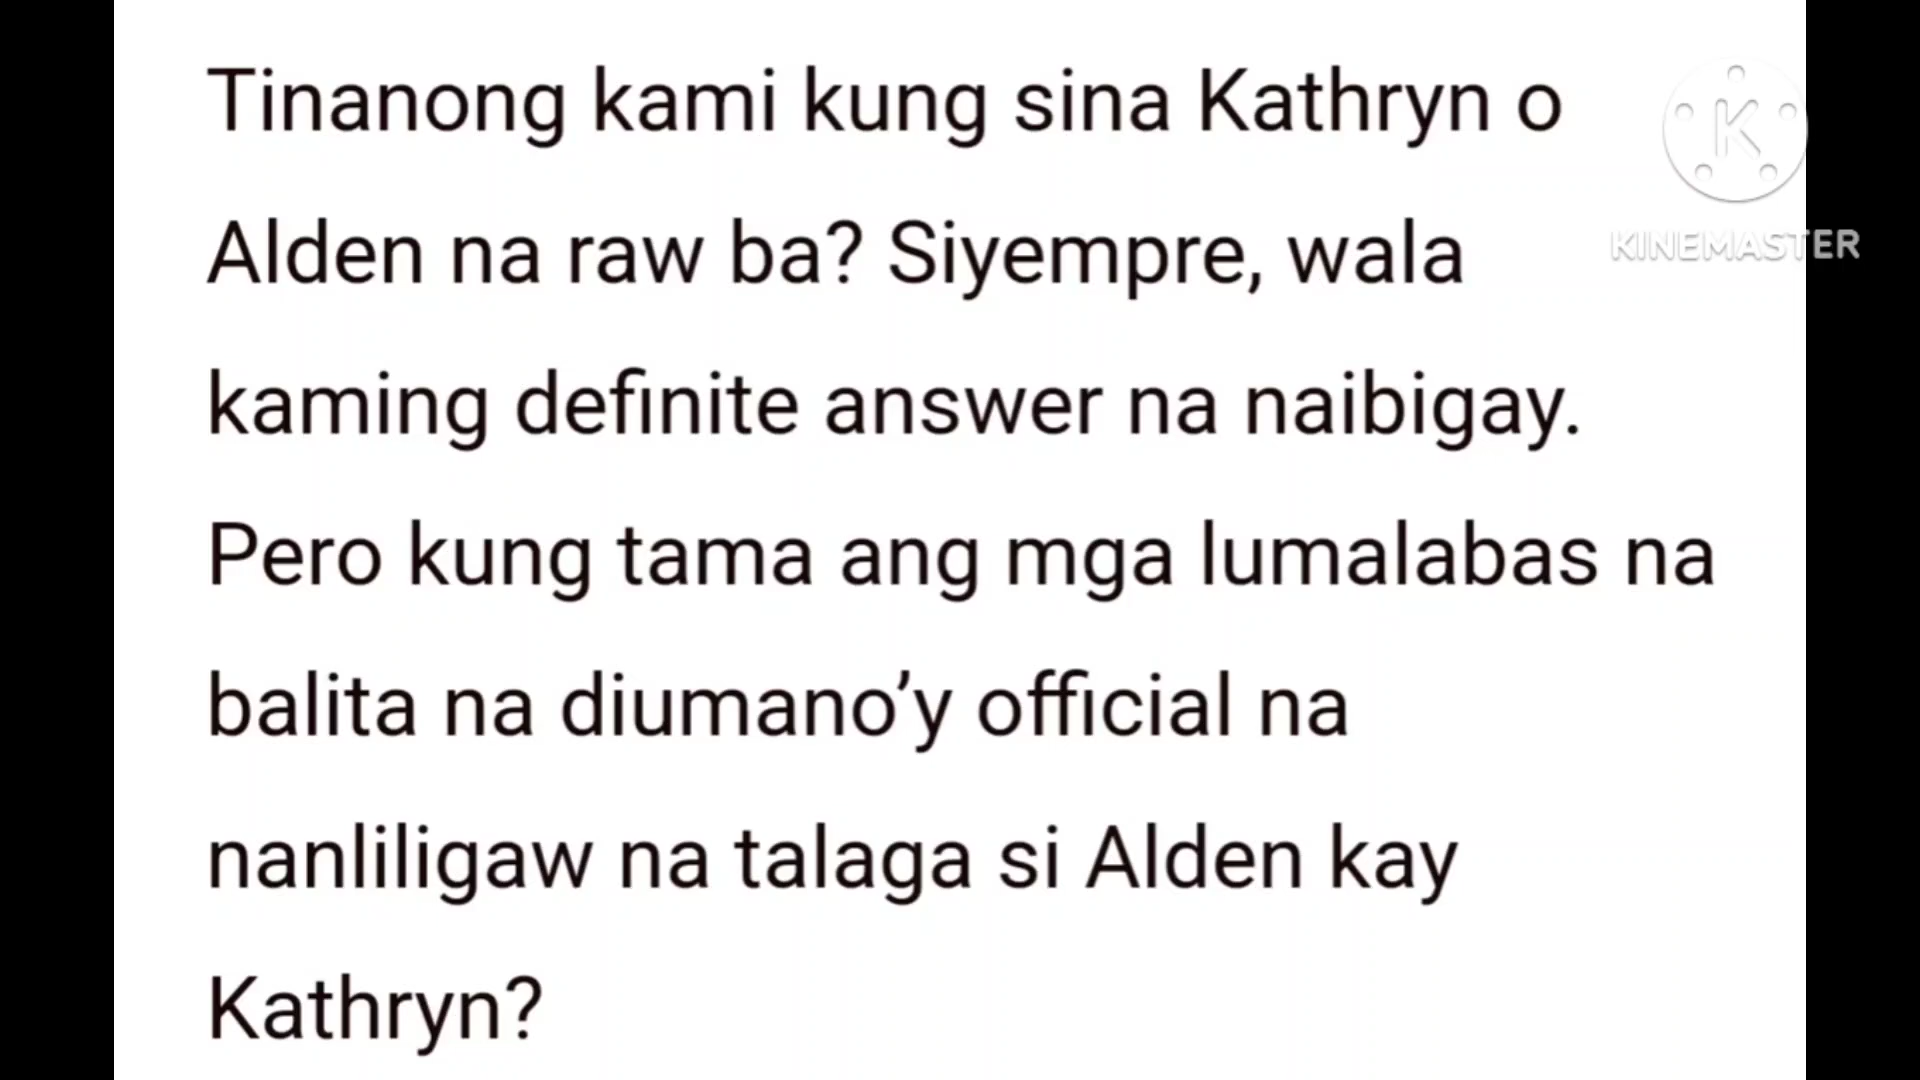 Tinanong kami kung sina Kathryn o
Alden na raw ba? Siyempre, wala
kaming definite answer na naibigay.
Pero kung tama ang mga lumalabas na
balita na diumano’y official na
nanliligaw na talaga si Alden kay
Kathryn?
K
KINEMASTER